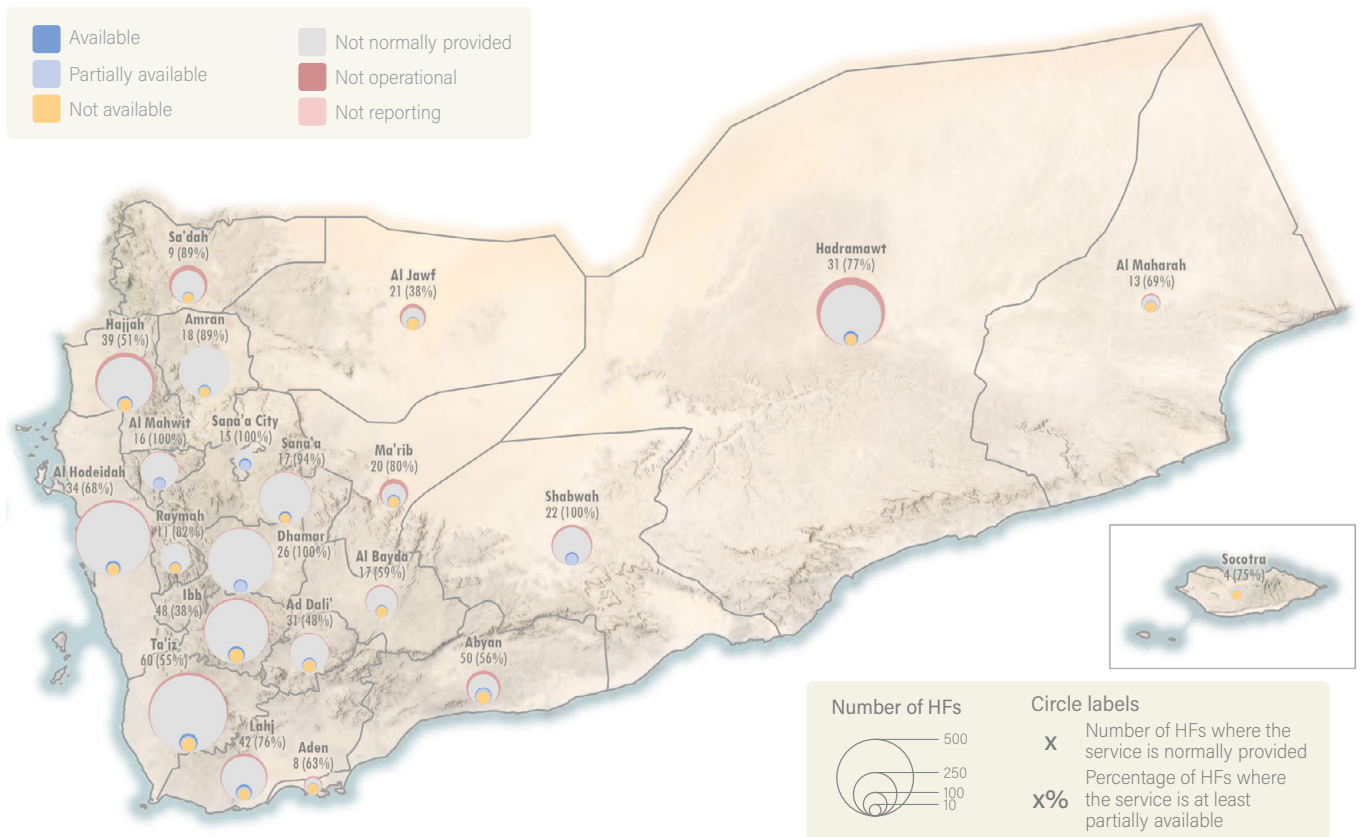 Available
Partially available
Not available
Not normally provided
Not operational
Not reporting
Sa'dah
9 (89%)
Al Jawf
21 (38%)
Hadramawt
31 (77%)
Al Maharah
13 (69%)
Hajjah
39 (51%)
Amran
18 (89%)
Al Mahwit
16 (100%)
Sana'a City
15 (100%)
Sana'a
17 (94%)
Ma'rib
20 (80%)
Al Hodeidah
34 (68%)
Shabwah
22 (100%)
Raymah
11 (82%)
Dhamar
26 (100%)
Al Bayda
17 (59%)
Socotra
4 (75%)
Ibb
48 (38%)
Ad Dali'
31 (48%)
Ta'iz
60 (55%)
Abyan
50 (56%)
Lahj
42 (76%)
Aden
8 (63%)
Number of HFs
500
250
100
10
Circle labels
x Number of HFs where the
service is normally provided
x% Percentage of HFs where
the service is at least
partially available